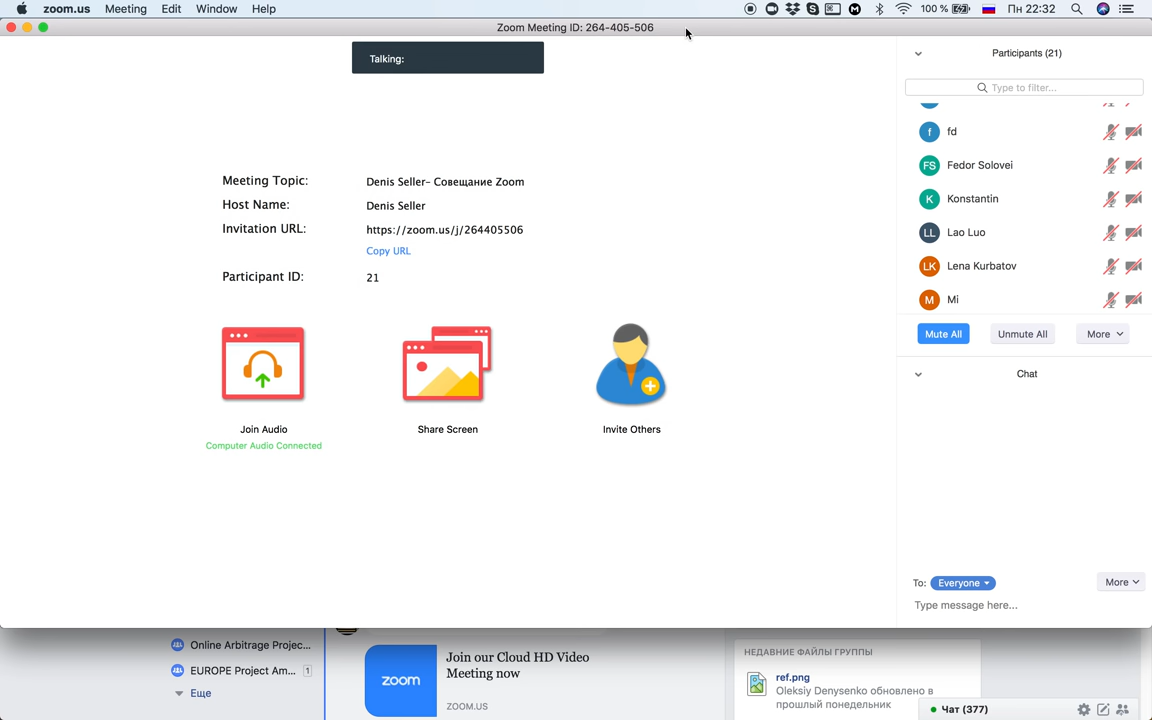 zoom.us Meeting Edit Window Help
100 % Пн 22:32
Zoom Meeting ID: 264-405-506
Talking:
Meeting Topic: Denis Seller- Совещание Zoom
Host Name: Denis Seller
Invitation URL: https://zoom.us/j/264405506
Copy URL
Participant ID: 21
Join Audio
Computer Audio Connected
Share Screen
Invite Others
Participants (21)
Type to filter...
f fd
FS Fedor Solovei
K Konstantin
LL Lao Luo
LK Lena Kurbatov
M Mi
Mute All Unmute All More
Chat
To: Everyone More
Type message here...
Online Arbitrage Projec...
EUROPE Project Am... 1
Еще
zoom
Join our Cloud HD Video
Meeting now
ZOOM.US
НЕДАВНИЕ ФАЙЛЫ ГРУППЫ
ref.png
Oleksiy Denysenko обновлено в
прошлый понедельник
Чат (377)